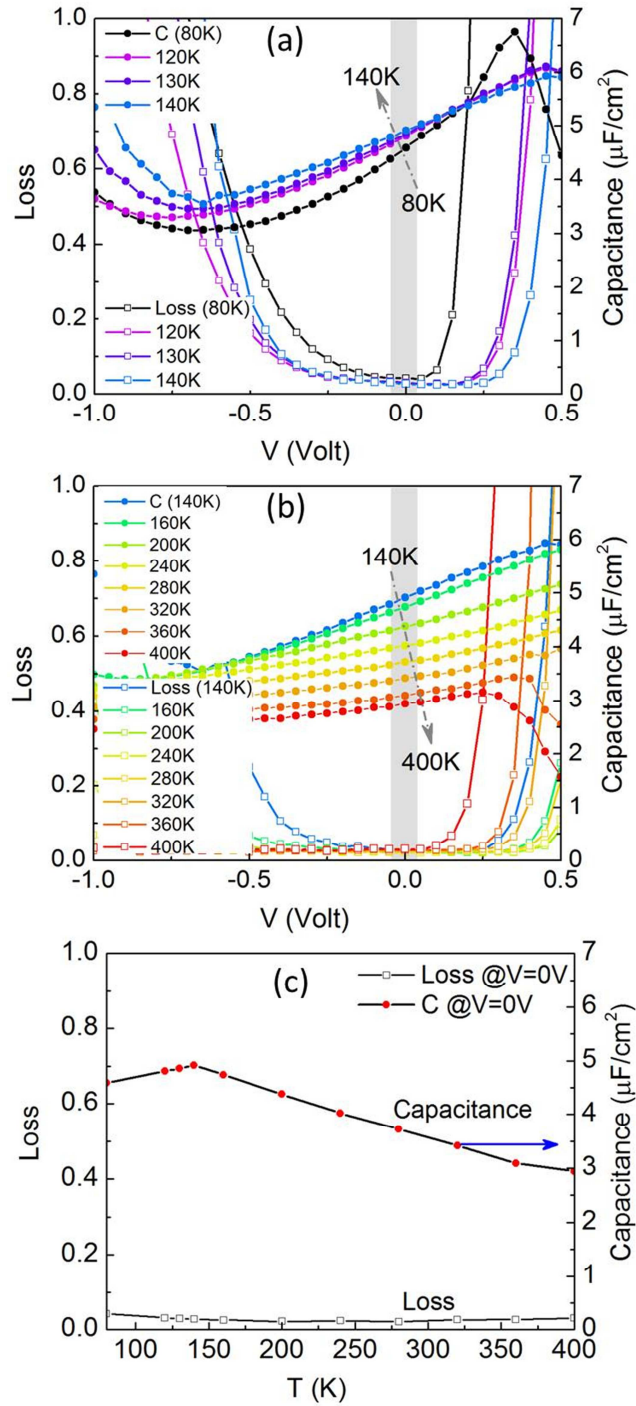 (a)
C (80K)
120K
130K
140K
140K
80K
Loss (80K)
120K
130K
140K
1.0
0.8
0.6
0.4
0.2
0.0
Loss
7
6
5
4
3
2
1
0
Capacitance (μF/cm²)
-1.0 -0.5 0.0 0.5
V (Volt)
(b)
C (140K)
160K
200K
240K
280K
320K
360K
400K
140K
400K
Loss (140K)
160K
200K
240K
280K
320K
360K
400K
1.0
0.8
0.6
0.4
0.2
0.0
Loss
7
6
5
4
3
2
1
0
Capacitance (μF/cm²)
-1.0 -0.5 0.0 0.5
V (Volt)
(c)
Loss @V=0V
C @V=0V
Capacitance
Loss
1.0
0.8
0.6
0.4
0.2
0.0
Loss
7
6
5
4
3
2
1
0
Capacitance (μF/cm²)
100 150 200 250 300 350 400
T (K)